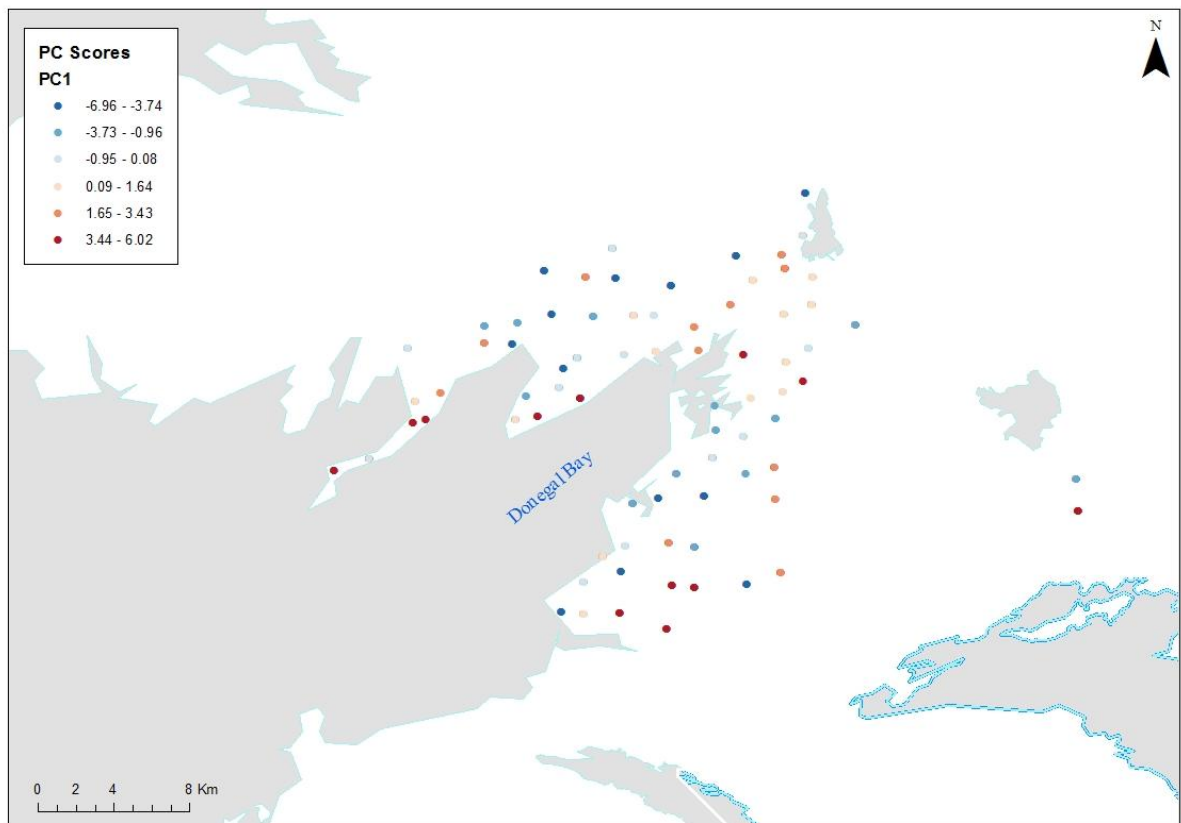 PC Scores
PC1
-6.96 - -3.74
-3.73 - -0.96
-0.95 - 0.08
0.09 - 1.64
1.65 - 3.43
3.44 - 6.02
N
Donegal Bay
0 2 4 8 Km